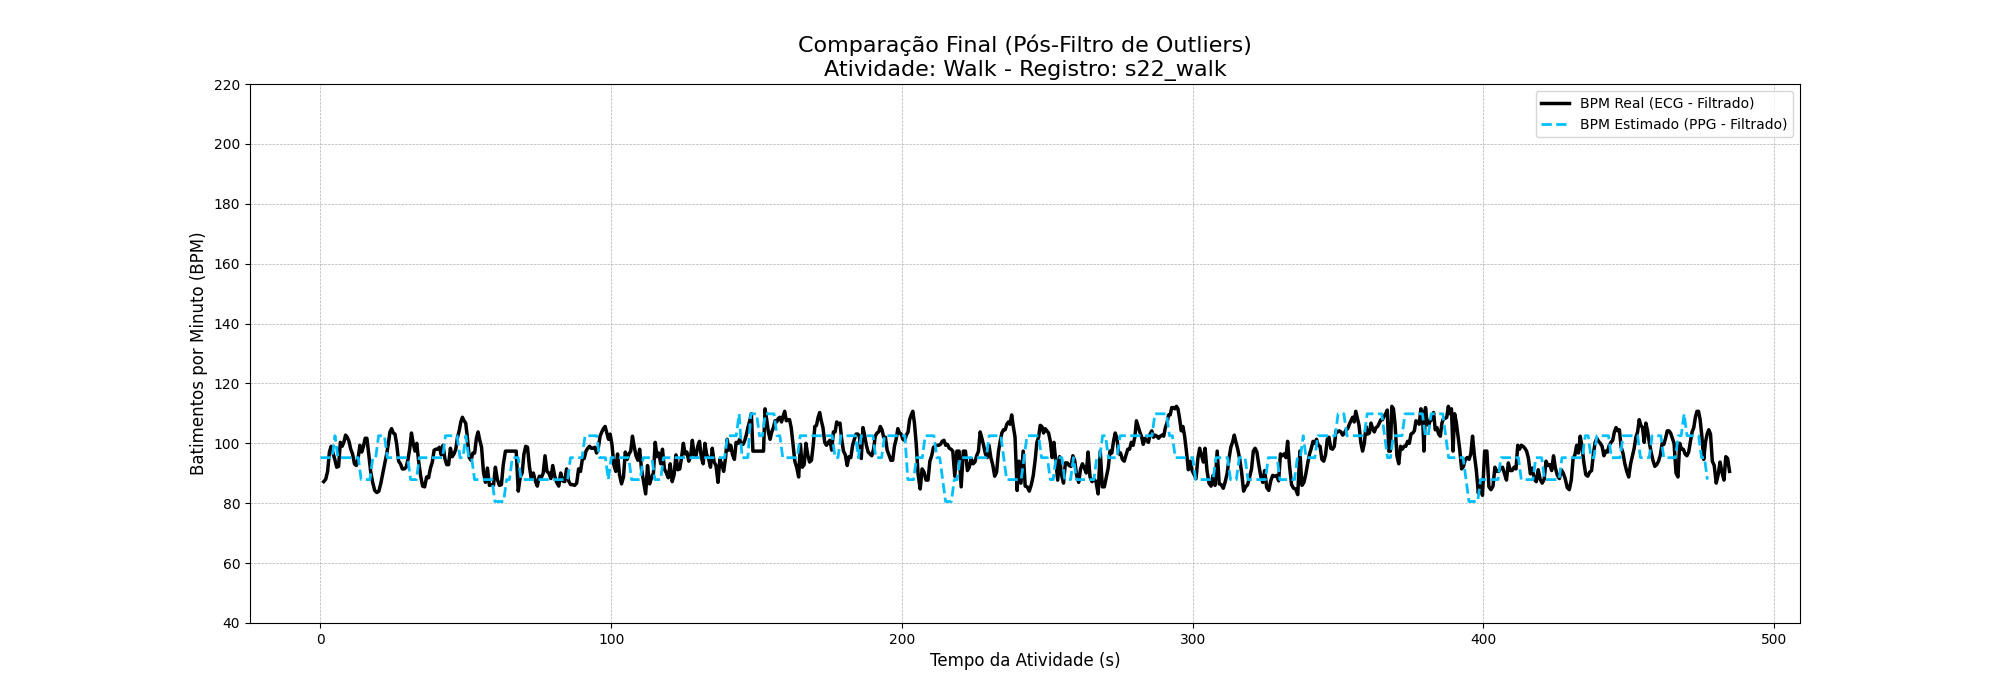 Comparação Final (Pós-Filtro de Outliers)
Atividade: Walk - Registro: s22_walk
BPM Real (ECG - Filtrado)
BPM Estimado (PPG - Filtrado)
Batimentos por Minuto (BPM)
220
200
180
160
140
120
100
80
60
40
0
100
200
300
400
500
Tempo da Atividade (s)